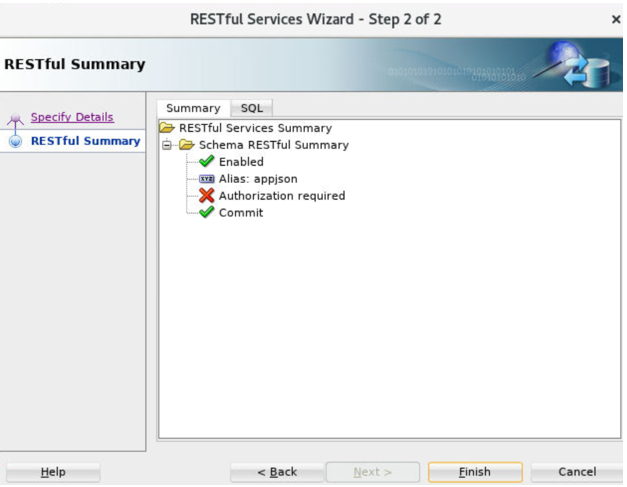 RESTful Services Wizard - Step 2 of 2
×
RESTful Summary
Specify Details
RESTful Summary
Summary
SQL
RESTful Services Summary
Schema RESTful Summary
Enabled
XYZ
Alias: appjson
Authorization required
Commit
Help
< Back
Next >
Finish
Cancel